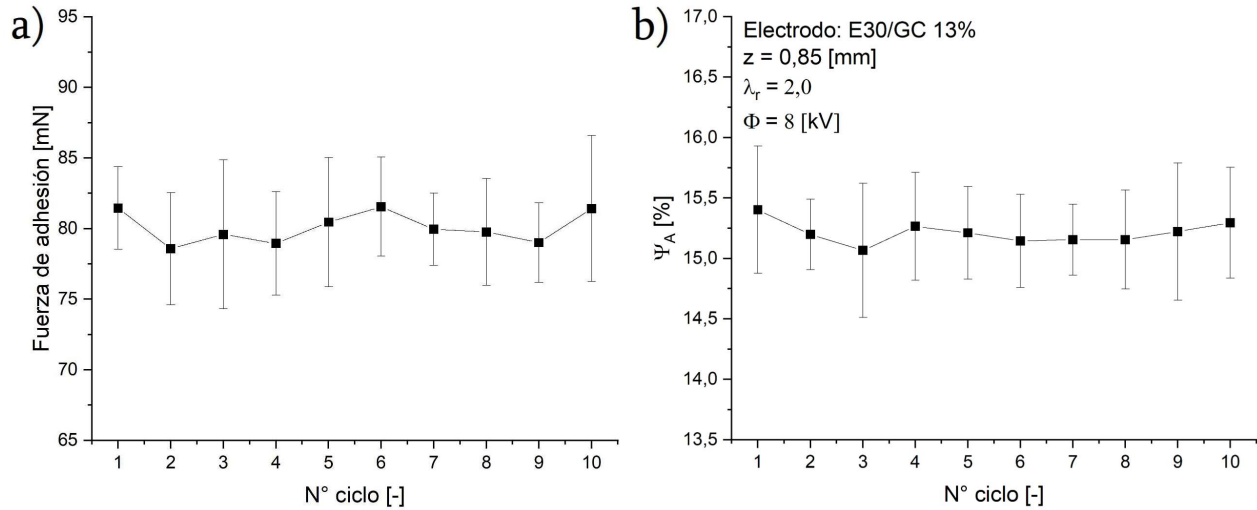 a)
Fuerza de adhesión [mN]
95
90
85
80
75
70
65
1 2 3 4 5 6 7 8 9 10
N° ciclo [-]
b)
Electrodo: E30/GC 13%
z = 0,85 [mm]
λr = 2,0
Φ = 8 [kV]
ΨA [%]
17,0
16,5
16,0
15,5
15,0
14,5
14,0
13,5
1 2 3 4 5 6 7 8 9 10
N° ciclo [-]